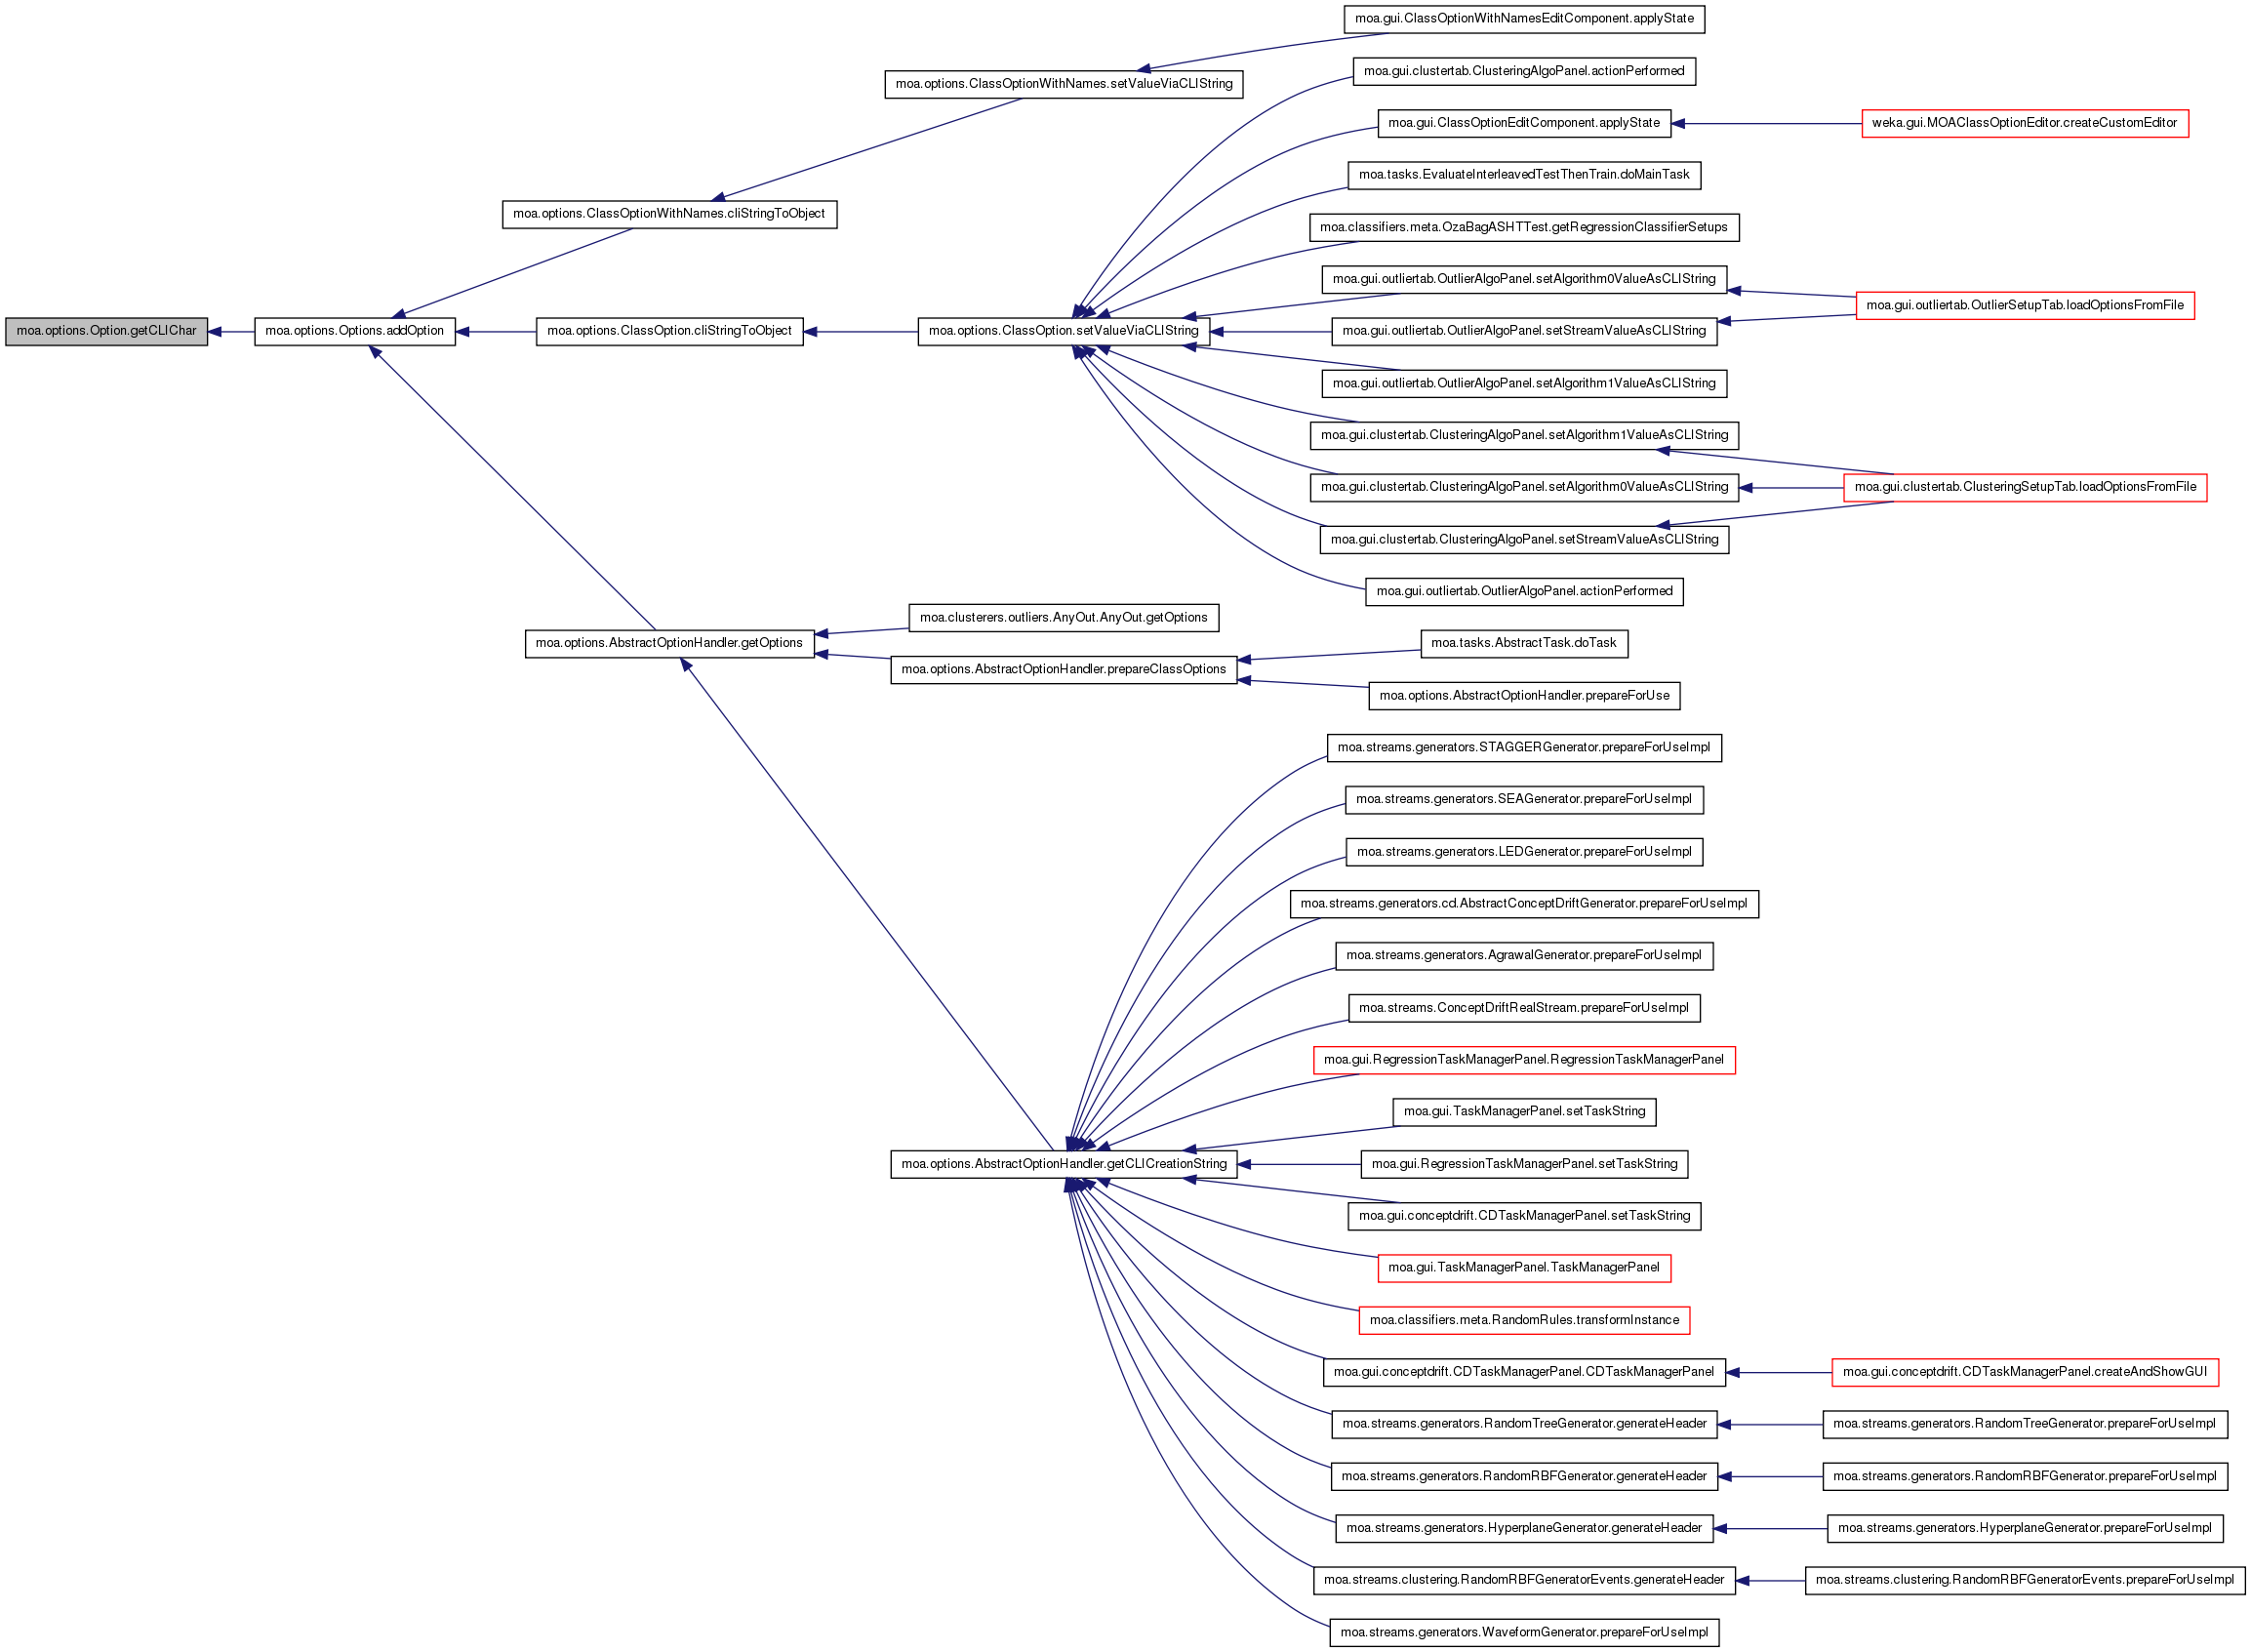 moa.options.Option.getCLIChar
moa.options.Options.addOption
moa.options.ClassOptionWithNames.cliStringToObject
moa.options.ClassOptionWithNames.setValueViaCLIString
moa.gui.ClassOptionWithNamesEditComponent.applyState
moa.options.ClassOption.cliStringToObject
moa.options.ClassOption.setValueViaCLIString
moa.gui.clustertab.ClusteringAlgoPanel.actionPerformed
moa.gui.ClassOptionEditComponent.applyState
weka.gui.MOAClassOptionEditor.createCustomEditor
moa.tasks.EvaluateInterleavedTestThenTrain.doMainTask
moa.classifiers.meta.OzaBagASHTTest.getRegressionClassifierSetups
moa.gui.outliertab.OutlierAlgoPanel.setAlgorithm0ValueAsCLIString
moa.gui.outliertab.OutlierSetupTab.loadOptionsFromFile
moa.gui.outliertab.OutlierAlgoPanel.setStreamValueAsCLIString
moa.gui.outliertab.OutlierAlgoPanel.setAlgorithm1ValueAsCLIString
moa.gui.clustertab.ClusteringAlgoPanel.setAlgorithm1ValueAsCLIString
moa.gui.clustertab.ClusteringAlgoPanel.setAlgorithm0ValueAsCLIString
moa.gui.clustertab.ClusteringSetupTab.loadOptionsFromFile
moa.gui.clustertab.ClusteringAlgoPanel.setStreamValueAsCLIString
moa.gui.outliertab.OutlierAlgoPanel.actionPerformed
moa.options.AbstractOptionHandler.getOptions
moa.clusterers.outliers.AnyOut.AnyOut.getOptions
moa.options.AbstractOptionHandler.prepareClassOptions
moa.tasks.AbstractTask.doTask
moa.options.AbstractOptionHandler.prepareForUse
moa.options.AbstractOptionHandler.getCLICreationString
moa.streams.generators.STAGGERGenerator.prepareForUseImpl
moa.streams.generators.SEAGenerator.prepareForUseImpl
moa.streams.generators.LEDGenerator.prepareForUseImpl
moa.streams.generators.cd.AbstractConceptDriftGenerator.prepareForUseImpl
moa.streams.generators.AgrawalGenerator.prepareForUseImpl
moa.streams.ConceptDriftRealStream.prepareForUseImpl
moa.gui.RegressionTaskManagerPanel.RegressionTaskManagerPanel
moa.gui.TaskManagerPanel.setTaskString
moa.gui.RegressionTaskManagerPanel.setTaskString
moa.gui.conceptdrift.CDTaskManagerPanel.setTaskString
moa.gui.TaskManagerPanel.TaskManagerPanel
moa.classifiers.meta.RandomRules.transformInstance
moa.gui.conceptdrift.CDTaskManagerPanel.CDTaskManagerPanel
moa.gui.conceptdrift.CDTaskManagerPanel.createAndShowGUI
moa.streams.generators.RandomTreeGenerator.generateHeader
moa.streams.generators.RandomTreeGenerator.prepareForUseImpl
moa.streams.generators.RandomRBFGenerator.generateHeader
moa.streams.generators.RandomRBFGenerator.prepareForUseImpl
moa.streams.generators.HyperplaneGenerator.generateHeader
moa.streams.generators.HyperplaneGenerator.prepareForUseImpl
moa.streams.clustering.RandomRBFGeneratorEvents.generateHeader
moa.streams.clustering.RandomRBFGeneratorEvents.prepareForUseImpl
moa.streams.generators.WaveformGenerator.prepareForUseImpl